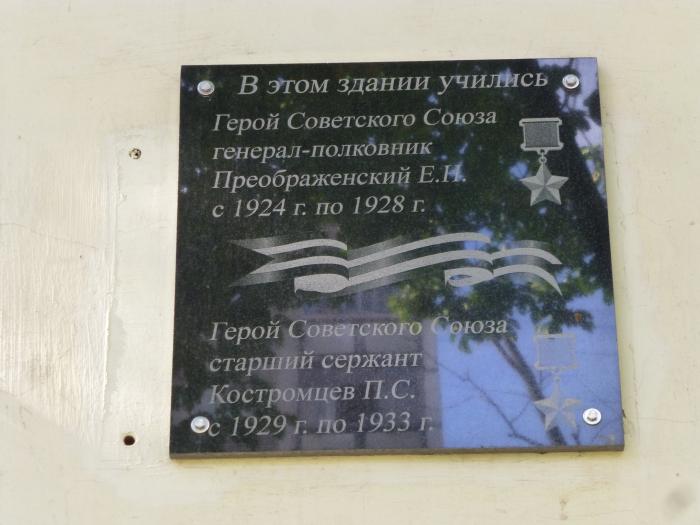 В этом здании учились
Герой Советского Союза
генерал-полковник
Преображенский Е.Н.
с 1924 г. по 1928 г.
Герой Советского Союза
старший сержант
Костромцев П.С.
с 1929 г. по 1933 г.